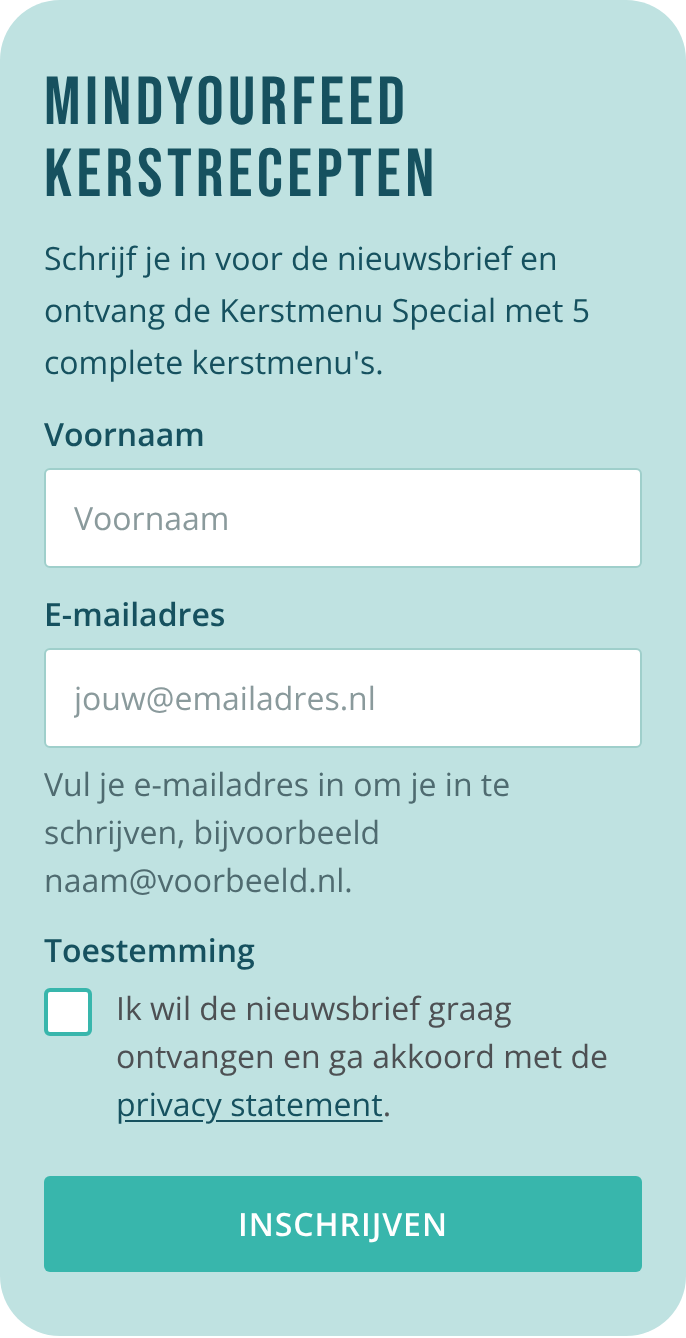 MINDYOURFEED
KERSTRECEPTEN
Schrijf je in voor de nieuwsbrief en
ontvang de Kerstmenu Special met 5
complete kerstmenu's.
Voornaam
Voornaam
E-mailadres
jouw@emailadres.nl
Vul je e-mailadres in om je in te
schrijven, bijvoorbeeld
naam@voorbeeld.nl.
Toestemming
Ik wil de nieuwsbrief graag
ontvangen en ga akkoord met de
privacy statement.
INSCHRIJVEN